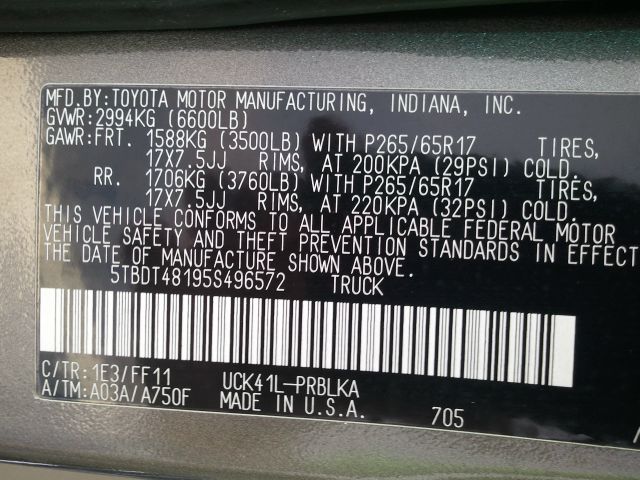 MFD.BY:TOYOTA MOTOR MANUFACTURING, INDIANA, INC.
GVWR:2994KG (6600LB)
GAWR:FRT. 1588KG (3500LB) WITH P265/65R17 TIRES,
17X7.5JJ RIMS, AT 200KPA (29PSI) COLD.
RR. 1706KG (3760LB) WITH P265/65R17 TIRES,
17X7.5JJ RIMS, AT 220KPA (32PSI) COLD.
THIS VEHICLE CONFORMS TO ALL APPLICABLE FEDERAL MOTOR
VEHICLE SAFETY AND THEFT PREVENTION STANDARDS IN EFFECT
THE DATE OF MANUFACTURE SHOWN ABOVE.
5TBDT48195S496572 TRUCK
C/TR:1E3/FF11 UCK41L-PRBLKA
A/TM:A03A/A750F MADE IN U.S.A. 705